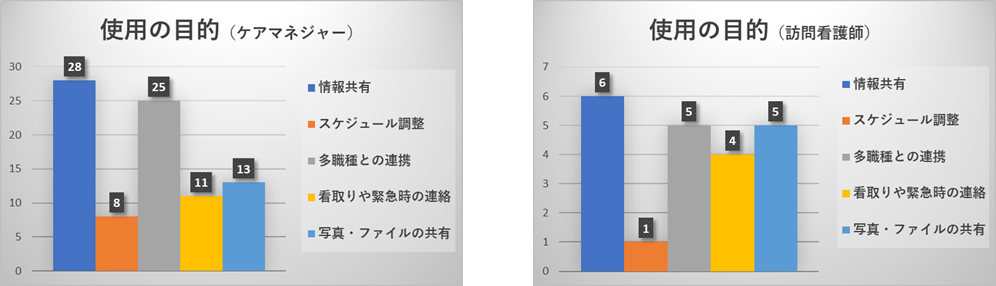 使用の目的（ケアマネジャー）
30
25
20
15
10
5
0
28
8
25
11
13
情報共有
スケジュール調整
多職種との連携
看取りや緊急時の連絡
写真・ファイルの共有
使用の目的（訪問看護師）
7
6
5
4
3
2
1
0
6
1
5
4
5
情報共有
スケジュール調整
多職種との連携
看取りや緊急時の連絡
写真・ファイルの共有